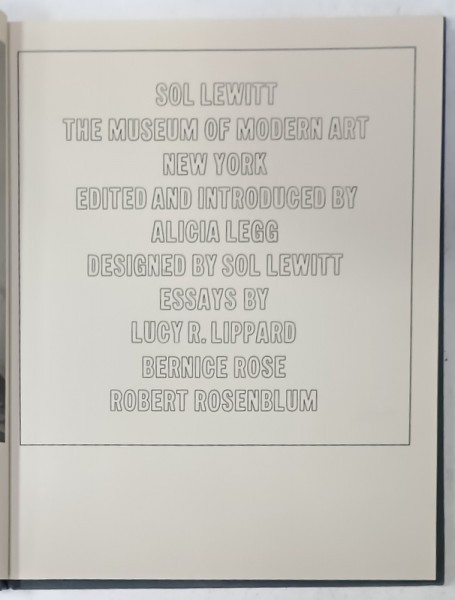 SOL LEWITT
THE MUSEUM OF MODERN ART
NEW YORK
EDITED AND INTRODUCED BY
ALICIA LEGG
DESIGNED BY SOL LEWITT
ESSAYS BY
LUCY R. LIPPARD
BERNICE ROSE
ROBERT ROSENBLUM